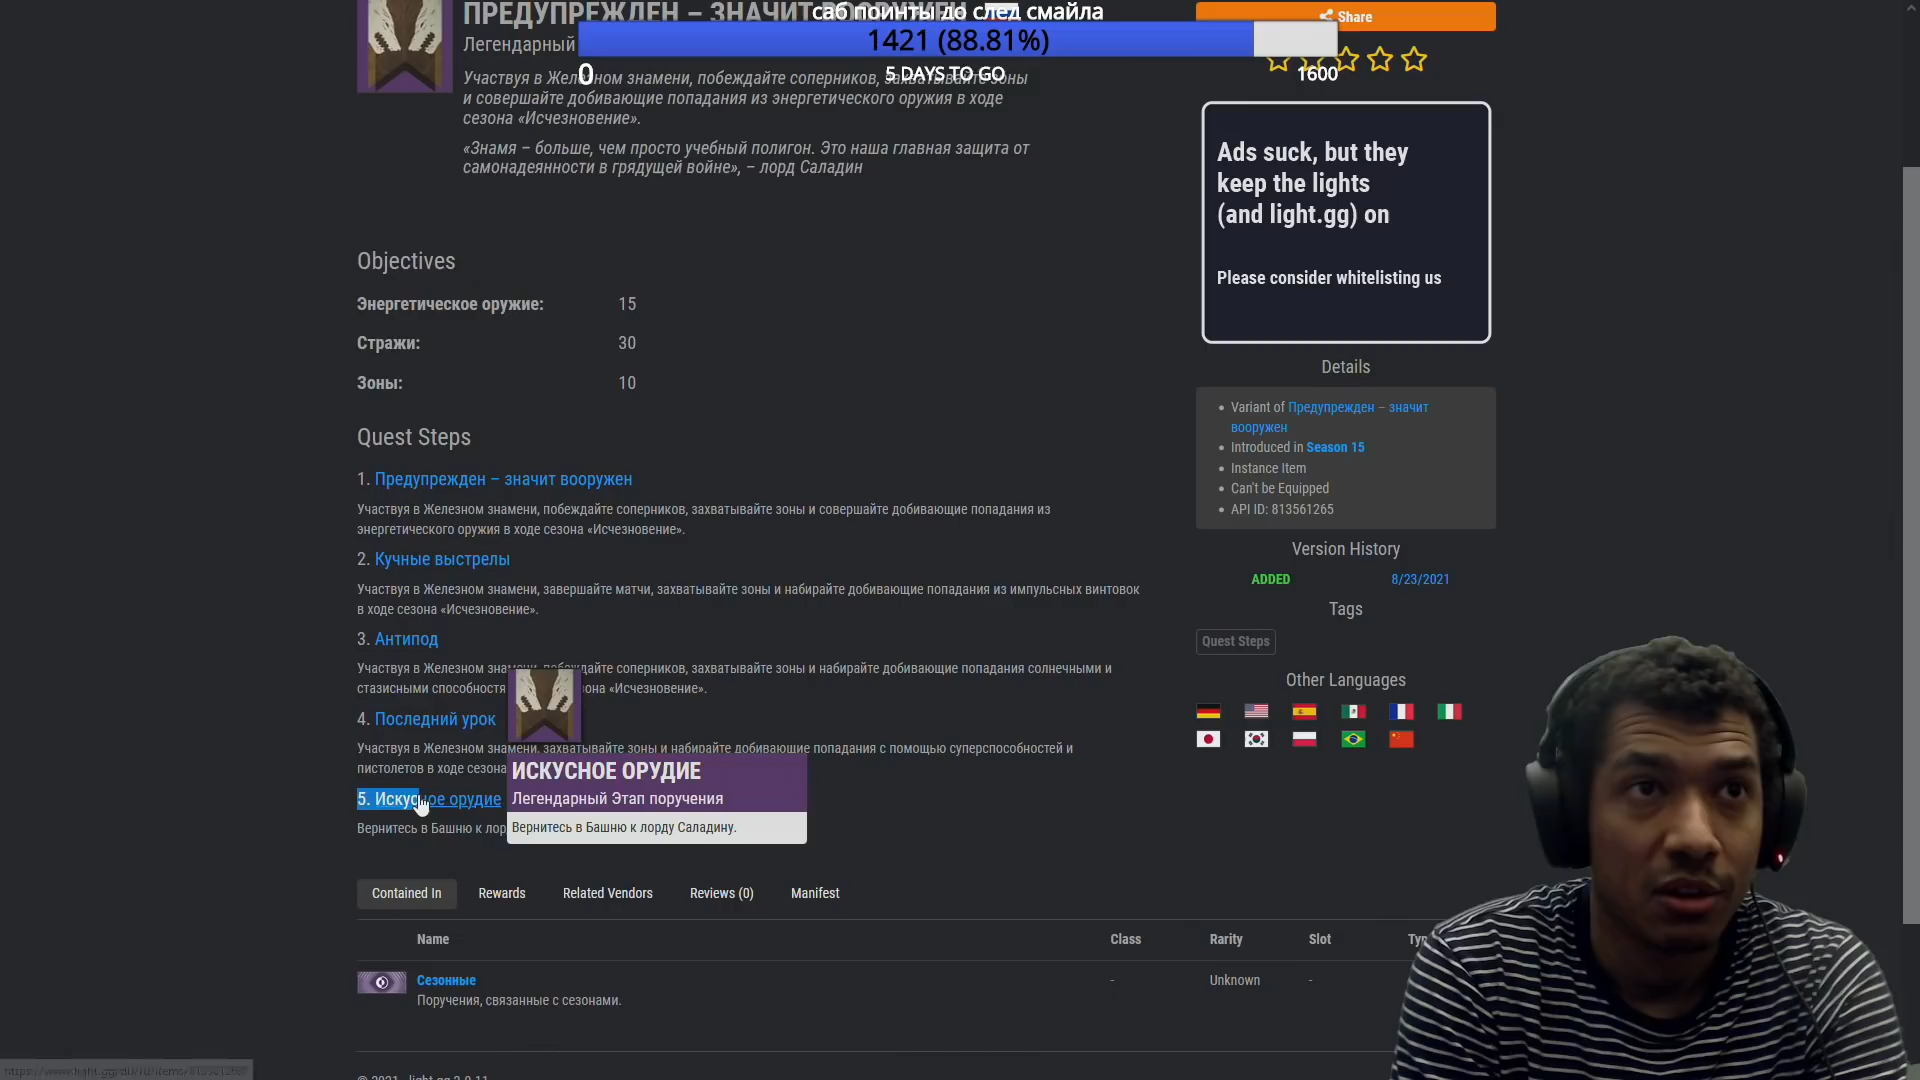 ПРЕДУПРЕЖДЕН – ЗНАЧИТ ВООРУЖЕН
саб поинты до след смайла
Share
Легендарный
1421 (88.81%)
0
5 DAYS TO GO
1600
Участвуя в Железном знамени, побеждайте соперников, захватывайте зоны
и совершайте добивающие попадания из энергетического оружия в ходе
сезона «Исчезновение».
«Знамя – больше, чем просто учебный полигон. Это наша главная защита от
самонадеянности в грядущей войне», – лорд Саладин
Ads suck, but they
keep the lights
(and light.gg) on
Please consider whitelisting us
Objectives
Энергетическое оружие: 15
Стражи: 30
Зоны: 10
Quest Steps
1. Предупрежден – значит вооружен
Участвуя в Железном знамени, побеждайте соперников, захватывайте зоны и совершайте добивающие попадания из
энергетического оружия в ходе сезона «Исчезновение».
2. Кучные выстрелы
Участвуя в Железном знамени, завершайте матчи, захватывайте зоны и набирайте добивающие попадания из импульсных винтовок
в ходе сезона «Исчезновение».
3. Антипод
Участвуя в Железном знамени, побеждайте соперников, захватывайте зоны и набирайте добивающие попадания солнечными и
стазисными способностя она «Исчезновение».
4. Последний урок
Участвуя в Железном знамени, захватывайте зоны и набирайте добивающие попадания с помощью суперспособностей и
пистолетов в ходе сезона
5. Искусное орудие
Вернитесь в Башню к лор
ИСКУСНОЕ ОРУДИЕ
Легендарный Этап поручения
Вернитесь в Башню к лорду Саладину.
Details
Variant of Предупрежден – значит
вооружен
Introduced in Season 15
Instance Item
Can't be Equipped
API ID: 813561265
Version History
ADDED 8/23/2021
Tags
Quest Steps
Other Languages
Contained In Rewards Related Vendors Reviews (0) Manifest
Name Class Rarity Slot Typ
Сезонные - Unknown -
Поручения, связанные с сезонами.